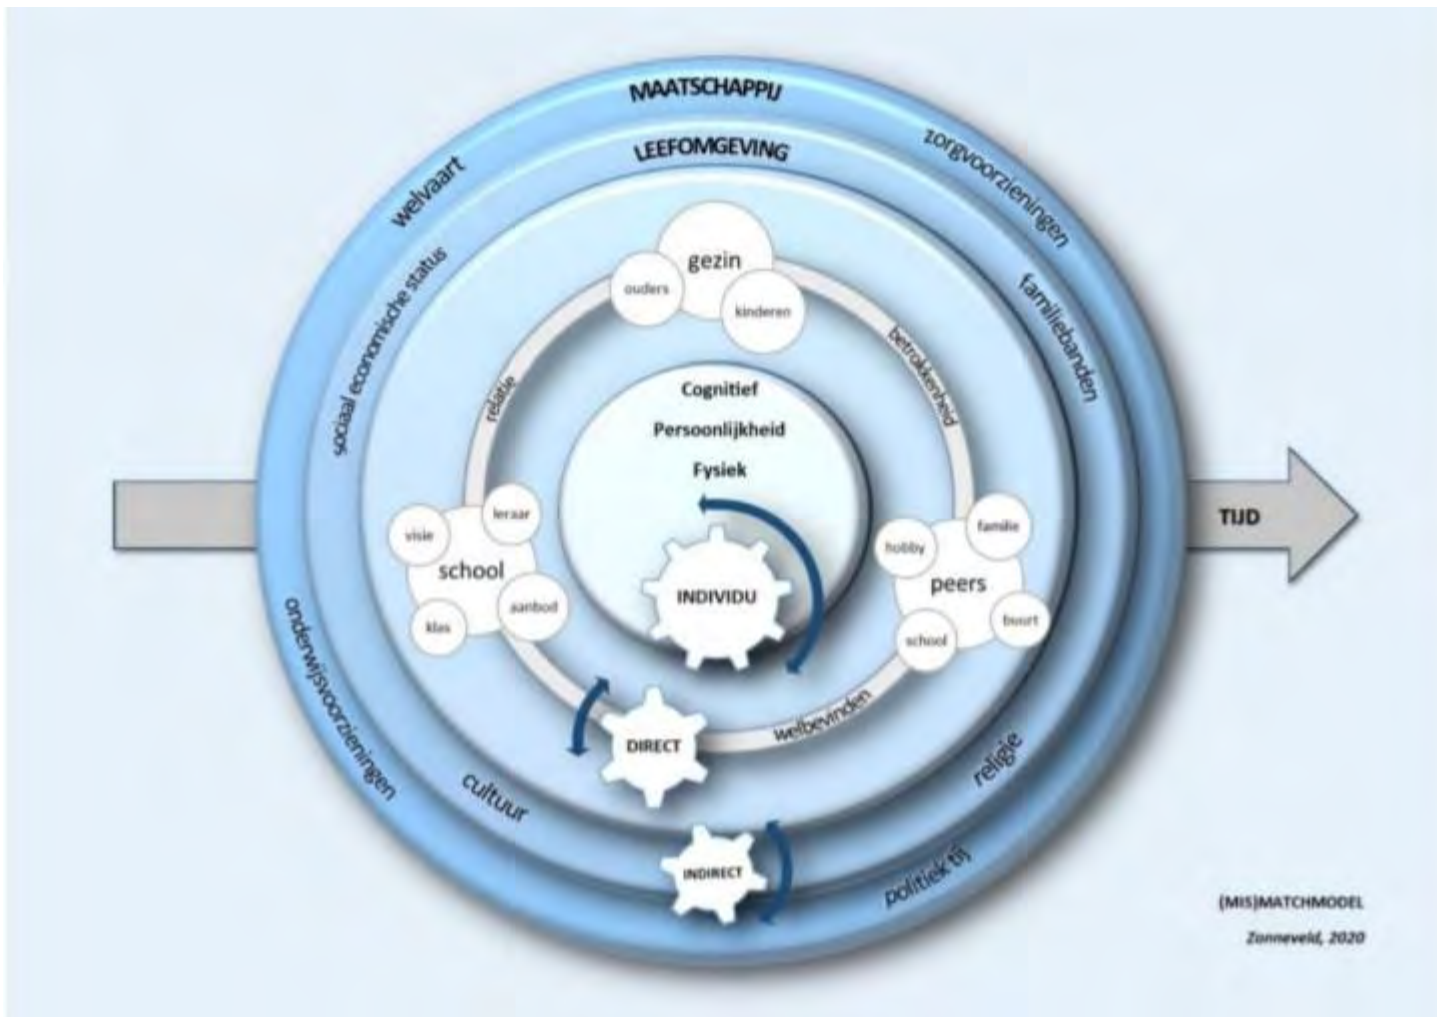 MAATSCHAPPIJ
zorgvoorzieningen
welvaart
LEEFOMGEVING
sociaal economische status
familiebanden
gezin
ouders
kinderen
relatie
betrokkenheid
Cognitief
Persoonlijkheid
Fysiek
TIJD
visie
leraar
school
klas
aanbod
hobby
familie
peers
school
buurt
INDIVIDU
onderwijsvoorzieningen
welbevinden
DIRECT
cultuur
religie
INDIRECT
politiek tij
(MIS)MATCHMODEL
Zonneveld, 2020